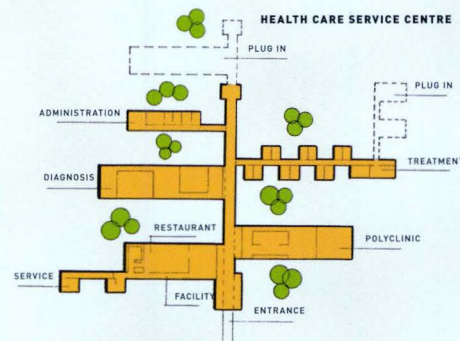 HEALTH CARE SERVICE CENTRE
PLUG IN
PLUG IN
ADMINISTRATION
TREATMENT
DIAGNOSIS
RESTAURANT
POLYCLINIC
SERVICE
FACILITY
ENTRANCE